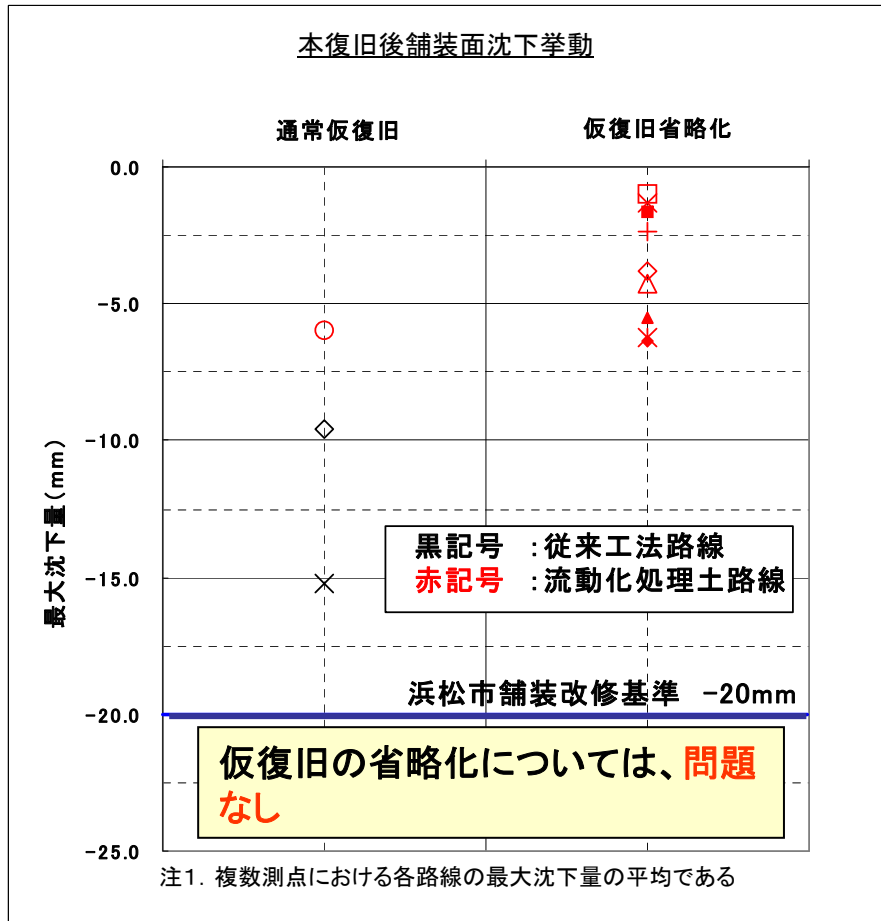 本復旧後舗装面沈下挙動
通常仮復旧
仮復旧省略化
0.0
-5.0
-10.0
-15.0
-20.0
-25.0
最大沈下量(mm)
黒記号 :従来工法路線
赤記号 :流動化処理土路線
浜松市舗装改修基準 -20mm
仮復旧の省略化については、問題
なし
注1. 複数測点における各路線の最大沈下量の平均である